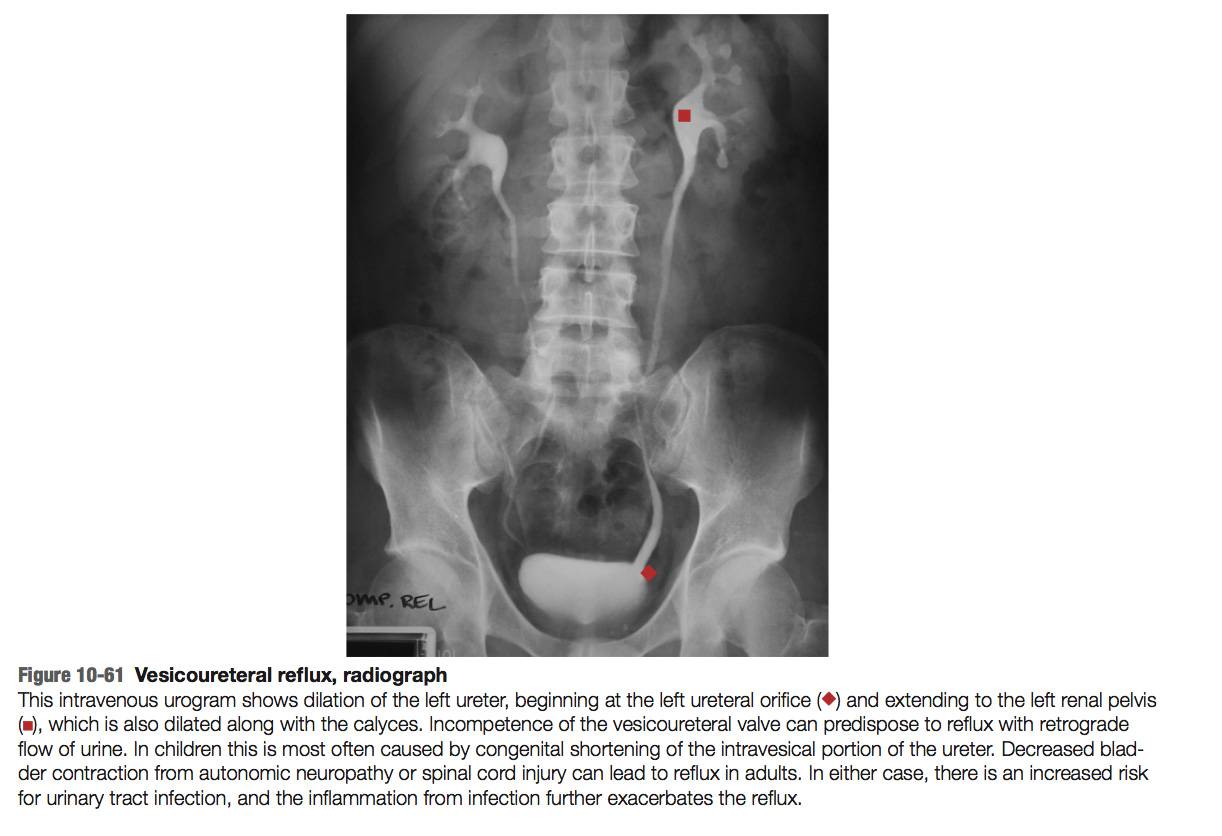 OMP. REL
Figure 10-61 Vesicoureteral reflux, radiograph
This intravenous urogram shows dilation of the left ureter, beginning at the left ureteral orifice (◆) and extending to the left renal pelvis
(■), which is also dilated along with the calyces. Incompetence of the vesicoureteral valve can predispose to reflux with retrograde
flow of urine. In children this is most often caused by congenital shortening of the intravesical portion of the ureter. Decreased blad-
der contraction from autonomic neuropathy or spinal cord injury can lead to reflux in adults. In either case, there is an increased risk
for urinary tract infection, and the inflammation from infection further exacerbates the reflux.